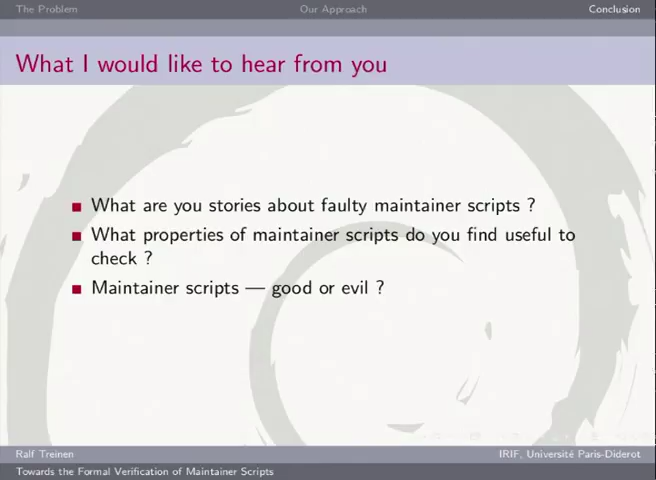 The Problem
Our Approach
Conclusion
What I would like to hear from you
What are you stories about faulty maintainer scripts ?
What properties of maintainer scripts do you find useful to
check ?
Maintainer scripts — good or evil ?
Ralf Treinen
IRIF, Université Paris-Diderot
Towards the Formal Verification of Maintainer Scripts